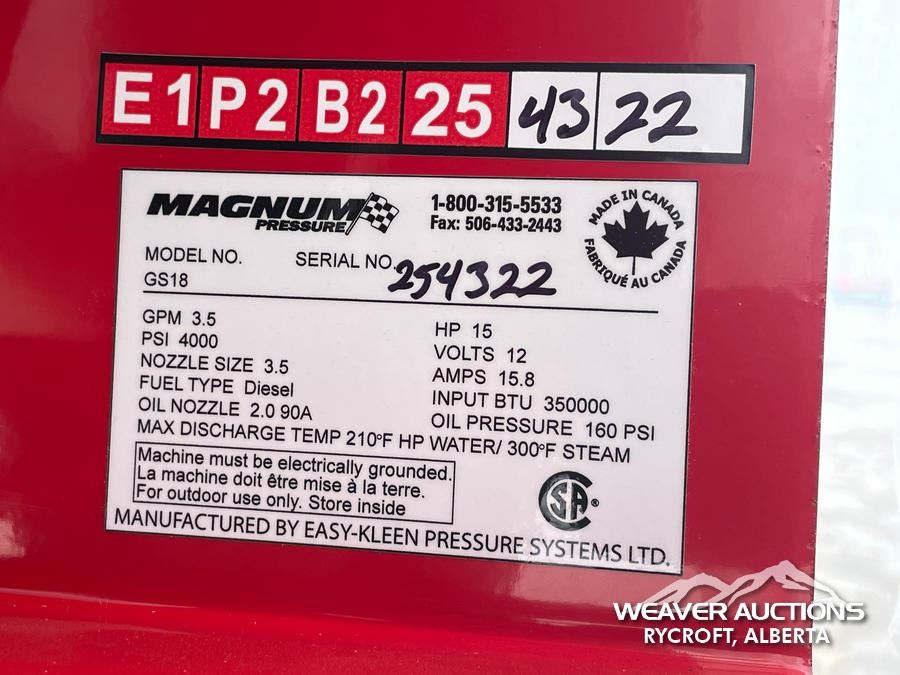 E1 P2 B2 25 43 22
MAGNUM
PRESSURE
1-800-315-5533
Fax: 506-433-2443
MADE IN CANADA
FABRIQUÉ AU CANADA
MODEL NO.
GS18
SERIAL NO. 254322
GPM 3.5
PSI 4000
NOZZLE SIZE 3.5
FUEL TYPE Diesel
OIL NOZZLE 2.0 90A
HP 15
VOLTS 12
AMPS 15.8
INPUT BTU 350000
OIL PRESSURE 160 PSI
MAX DISCHARGE TEMP 210°F HP WATER/ 300°F STEAM
Machine must be electrically grounded.
La machine doit être mise à la terre.
For outdoor use only. Store inside
CSA®
MANUFACTURED BY EASY-KLEEN PRESSURE SYSTEMS LTD.
WEAVER AUCTIONS
RYCROFT, ALBERTA